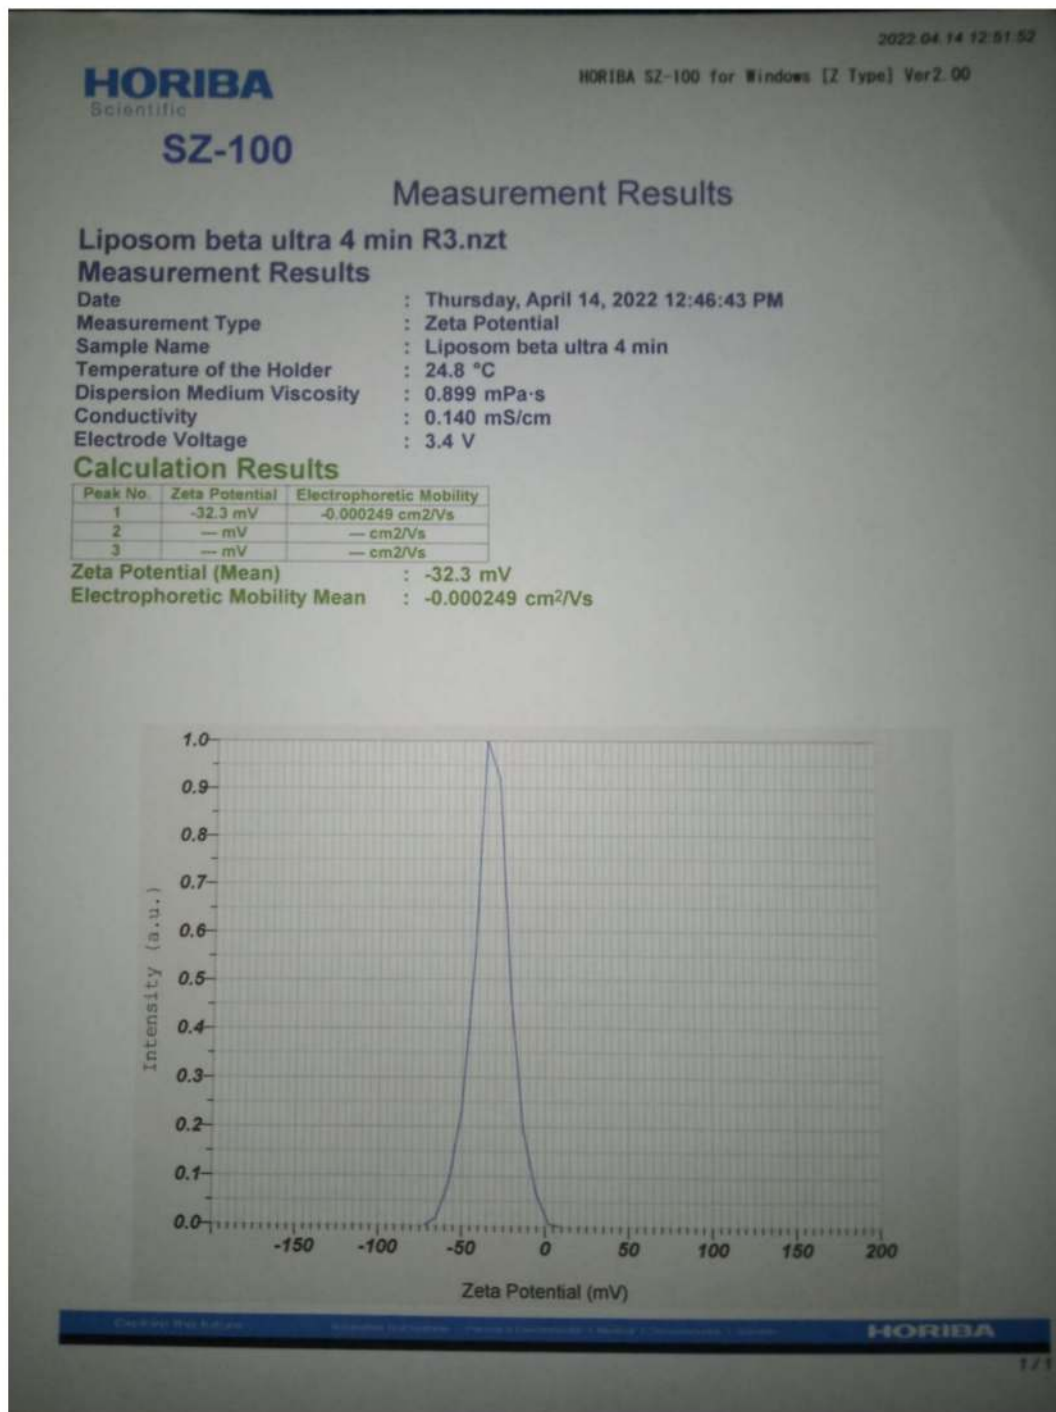 2022.04.14 12:51:52
HORIBA
Scientific
HORIBA SZ-100 for Windows [Z Type] Ver2.00
SZ-100
Measurement Results
Liposom beta ultra 4 min R3.nzt
Measurement Results
Date : Thursday, April 14, 2022 12:46:43 PM
Measurement Type : Zeta Potential
Sample Name : Liposom beta ultra 4 min
Temperature of the Holder : 24.8 °C
Dispersion Medium Viscosity : 0.899 mPa·s
Conductivity : 0.140 mS/cm
Electrode Voltage : 3.4 V
Calculation Results
Peak No. Zeta Potential Electrophoretic Mobility
1 -32.3 mV -0.000249 cm2/Vs
2 --- mV --- cm2/Vs
3 --- mV --- cm2/Vs
Zeta Potential (Mean) : -32.3 mV
Electrophoretic Mobility Mean : -0.000249 cm²/Vs
1.0
0.9
0.8
0.7
0.6
0.5
0.4
0.3
0.2
0.1
0.0
Intensity (a.u.)
-150 -100 -50 0 50 100 150 200
Zeta Potential (mV)
HORIBA
1 / 1